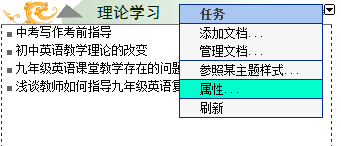 理论学习
中考写作考前指导
初中英语教学理论的改变
九年级英语课堂教学存在的问题
浅谈教师如何指导九年级英语复
任务
添加文档...
管理文档...
参照某主题样式...
属性...
刷新